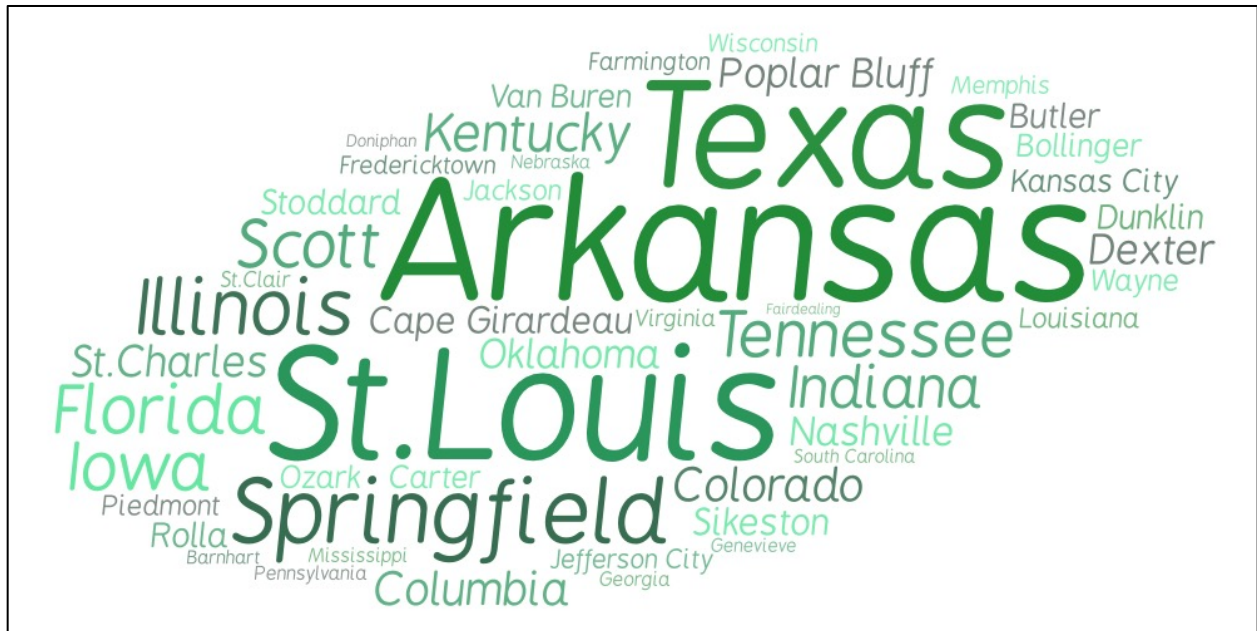 Wisconsin
Farmington
Poplar Bluff
Van Buren
Texas
Memphis
Butler
Doniphan
Kentucky
Bollinger
Fredericktown
Nebraska
Kansas City
Stoddard
Jackson
Arkansas
Dunklin
Scott
Dexter
St.Clair
Wayne
Illinois
Cape Girardeau
Virginia
Fairdealing
Tennessee
Louisiana
St.Charles
Oklahoma
St.Louis
Indiana
Florida
Nashville
South Carolina
Iowa
Ozark
Carter
Colorado
Piedmont
Springfield
Sikeston
Rolla
Genevieve
Barnhart
Mississippi
Jefferson City
Pennsylvania
Georgia
Columbia